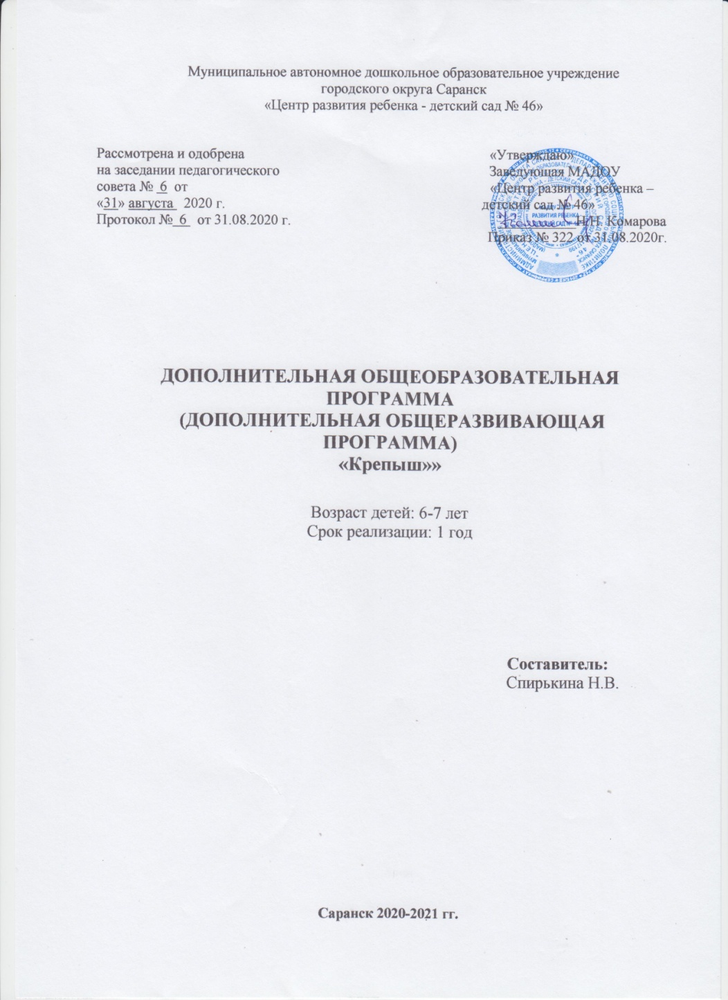 Муниципальное автономное дошкольное образовательное учреждение
городского округа Саранск
«Центр развития ребенка - детский сад № 46»
Рассмотрена и одобрена
на заседании педагогического
совета № 6 от
«31» августа 2020 г.
Протокол № 6 от 31.08.2020 г.
«Утверждаю»
Заведующая МАДОУ
«Центр развития ребенка –
детский сад № 46»
Н.Н. Комарова
Приказ № 322 от 31.08.2020г.
ДОПОЛНИТЕЛЬНАЯ ОБЩЕОБРАЗОВАТЕЛЬНАЯ
ПРОГРАММА
(ДОПОЛНИТЕЛЬНАЯ ОБЩЕРАЗВИВАЮЩАЯ
ПРОГРАММА)
«Крепыш»»
Возраст детей: 6-7 лет
Срок реализации: 1 год
Составитель:
Спирькина Н.В.
Саранск 2020-2021 гг.